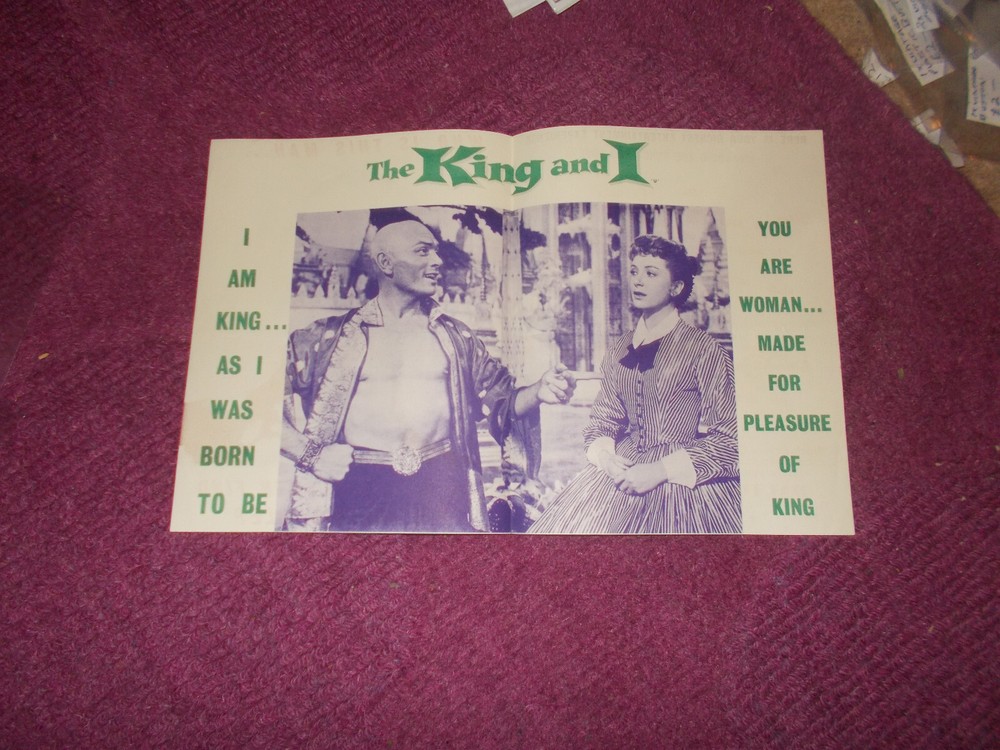 The King and I
I
AM
KING...
AS I
WAS
BORN
TO BE
YOU
ARE
WOMAN...
MADE
FOR
PLEASURE
OF
KING